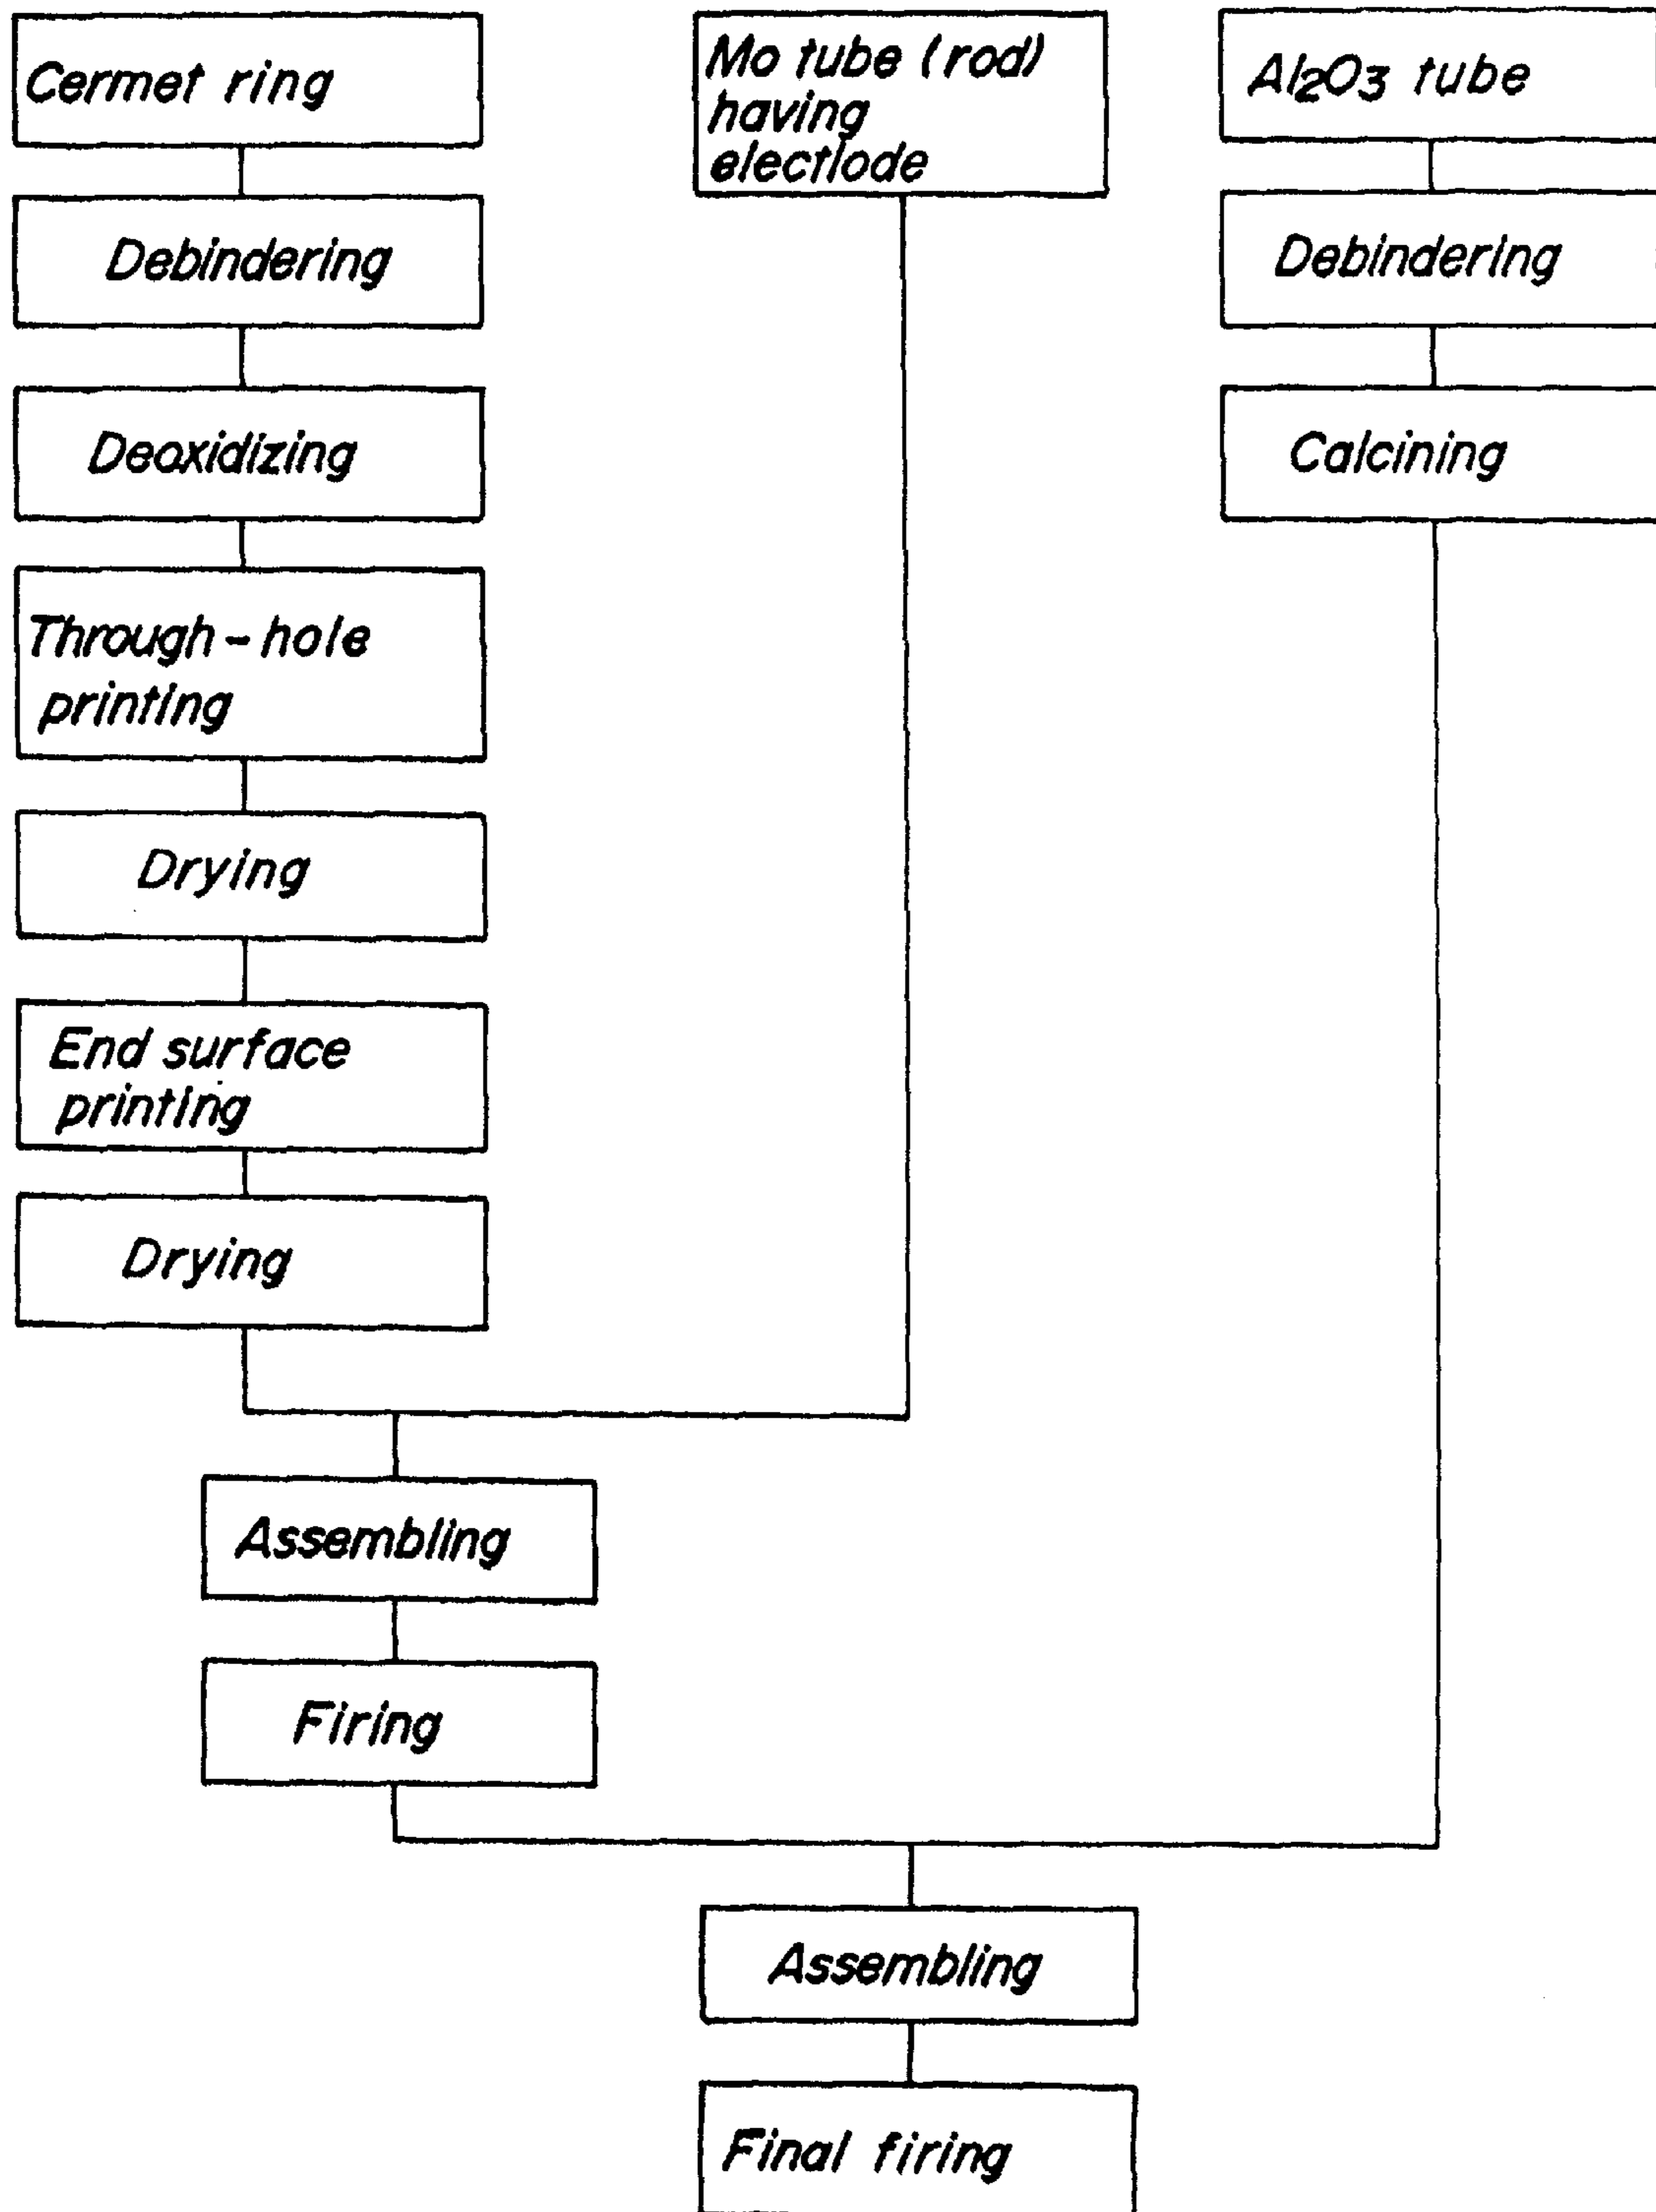 Cermet ring
Debindering
Deoxidizing
Through-hole
printing
Drying
End surface
printing
Drying
Mo tube (rod)
having
electlode
Al2O3 tube
Debindering
Calcining
Assembling
Firing
Assembling
Final firing